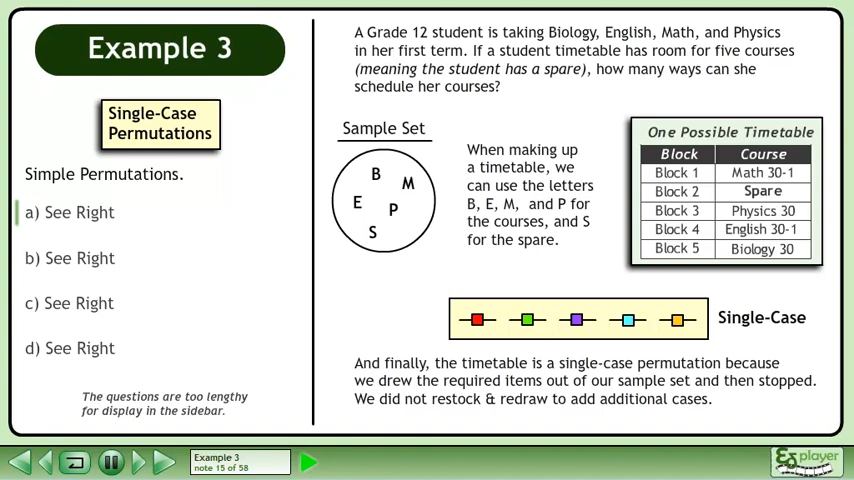 Example 3
Single-Case
Permutations
Simple Permutations.
a) See Right
b) See Right
c) See Right
d) See Right
The questions are too lengthy
for display in the sidebar.
A Grade 12 student is taking Biology, English, Math, and Physics
in her first term. If a student timetable has room for five courses
(meaning the student has a spare), how many ways can she
schedule her courses?
Sample Set
B
M
E
P
S
When making up
a timetable, we
can use the letters
B, E, M, and P for
the courses, and S
for the spare.
One Possible Timetable
Block Course
Block 1 Math 30-1
Block 2 Spare
Block 3 Physics 30
Block 4 English 30-1
Block 5 Biology 30
Single-Case
And finally, the timetable is a single-case permutation because
we drew the required items out of our sample set and then stopped.
We did not restock & redraw to add additional cases.
Example 3
note 15 of 58
player